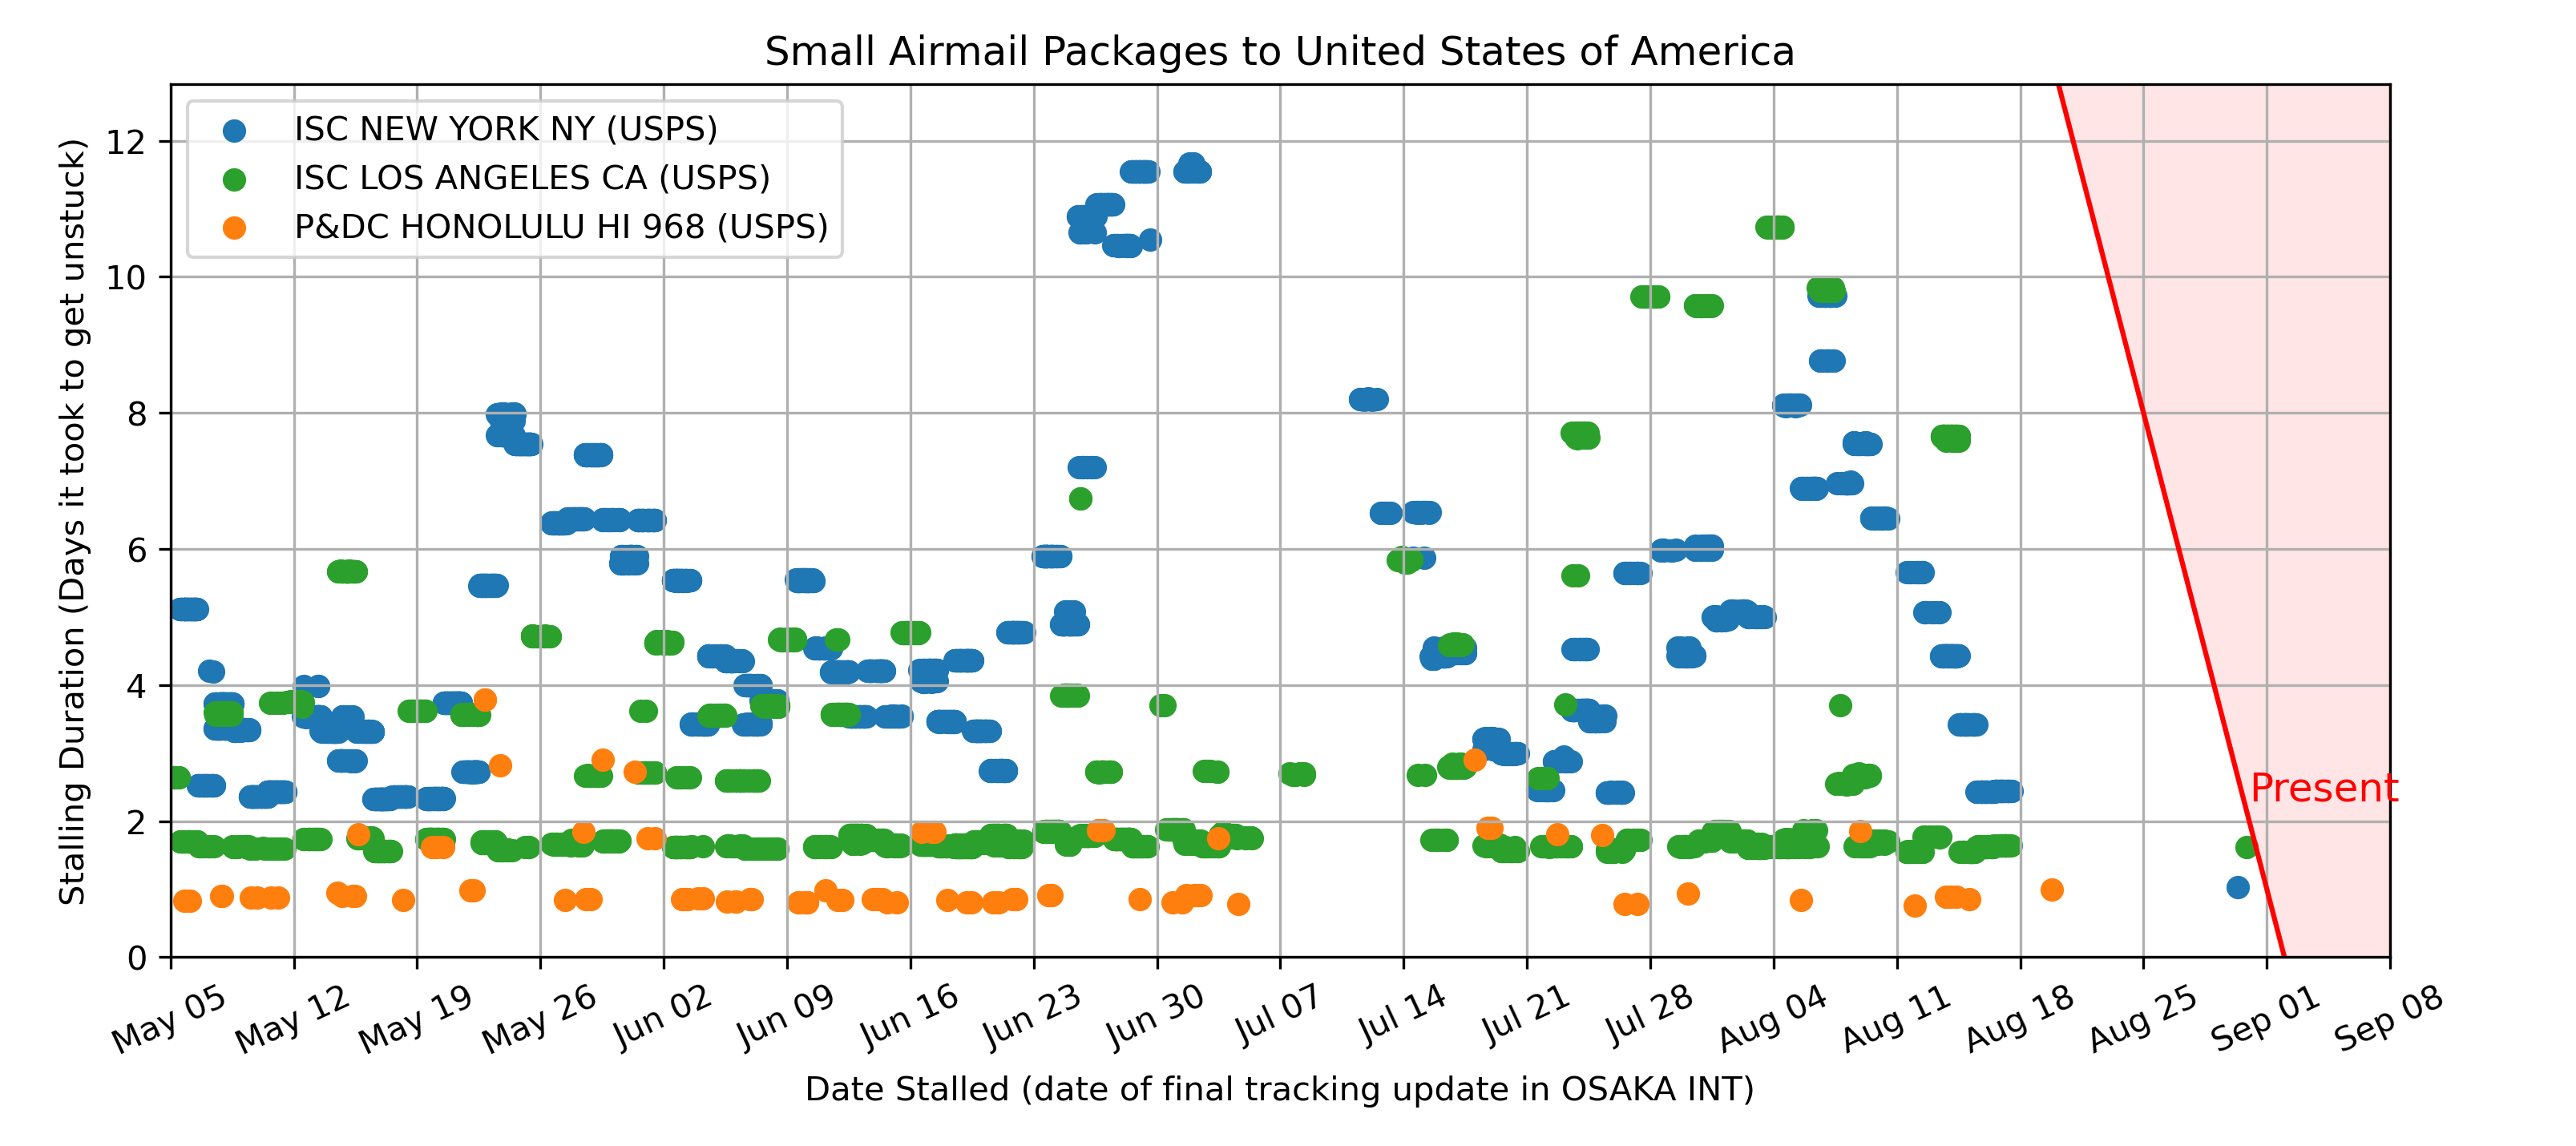 Small Airmail Packages to United States of America
ISC NEW YORK NY (USPS)
ISC LOS ANGELES CA (USPS)
P&DC HONOLULU HI 968 (USPS)
Stalling Duration (Days it took to get unstuck)
12
10
8
6
4
2
0
Present
May 05 May 12 May 19 May 26 Jun 02 Jun 09 Jun 16 Jun 23 Jun 30 Jul 07 Jul 14 Jul 21 Jul 28 Aug 04 Aug 11 Aug 18 Aug 25 Sep 01 Sep 08
Date Stalled (date of final tracking update in OSAKA INT)